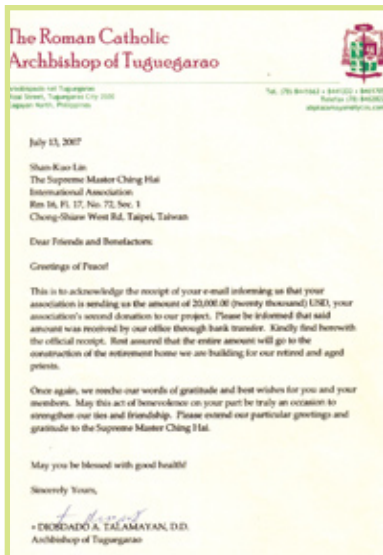 The Roman Catholic
Archbishop of Tuguegarao
Tuguegarao City
Cagayan North, Philippines
July 13, 2007
Shan-Kuo Lin
The Supreme Master Ching Hai
International Association
Rm 16, Fl. 17, No. 72, Sec. 1
Chong-Shiaw West Rd. Taipei, Taiwan
Dear Friends and Benefactors:
Greetings of Peace!
This is to acknowledge the receipt of your e-mail informing us that your
association is sending us the amount of 20,000.00 (twenty thousand) USD, your
association's second donation to our project. Please be informed that said
amount was received by our office through bank transfer. Kindly find herewith
the official receipt. Rest assured that the entire amount will go to the
construction of the retirement home we are building for our retired and aged
priests.
Once again, we reecho our words of gratitude and best wishes for you and your
members. May this act of benevolence on your part be truly an occasion to
strengthen our ties and friendship. Please extend our particular greetings and
gratitude to the Supreme Master Ching Hai.
May you be blessed with good health!
Sincerely Yours,
+ DIOSDADO A. TALAMAYAN, D.D.
Archbishop of Tuguegarao